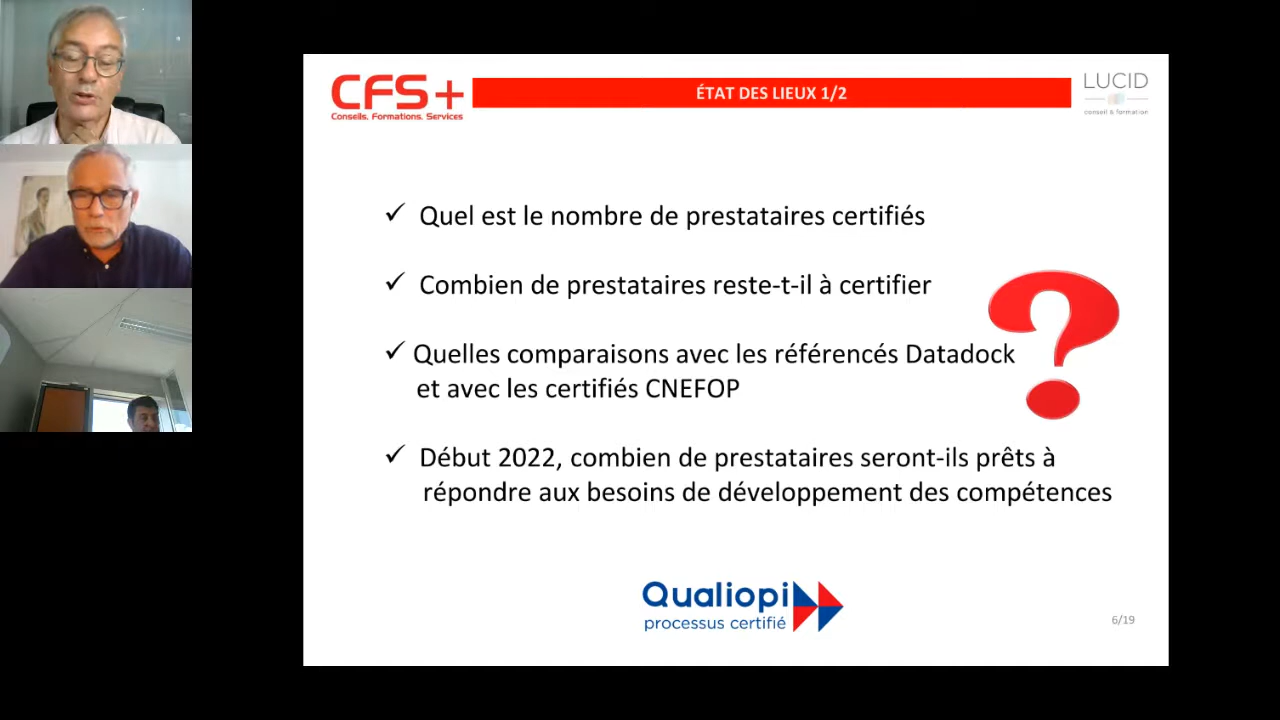 CFS+
Conseils, Formations, Services
ÉTAT DES LIEUX 1/2
LUCID
conseil & formation
✓ Quel est le nombre de prestataires certifiés
✓ Combien de prestataires reste-t-il à certifier
✓ Quelles comparaisons avec les référencés Datadock
et avec les certifiés CNEFOP
✓ Début 2022, combien de prestataires seront-ils prêts à
répondre aux besoins de développement des compétences
?
Qualiopi
processus certifié
6/19